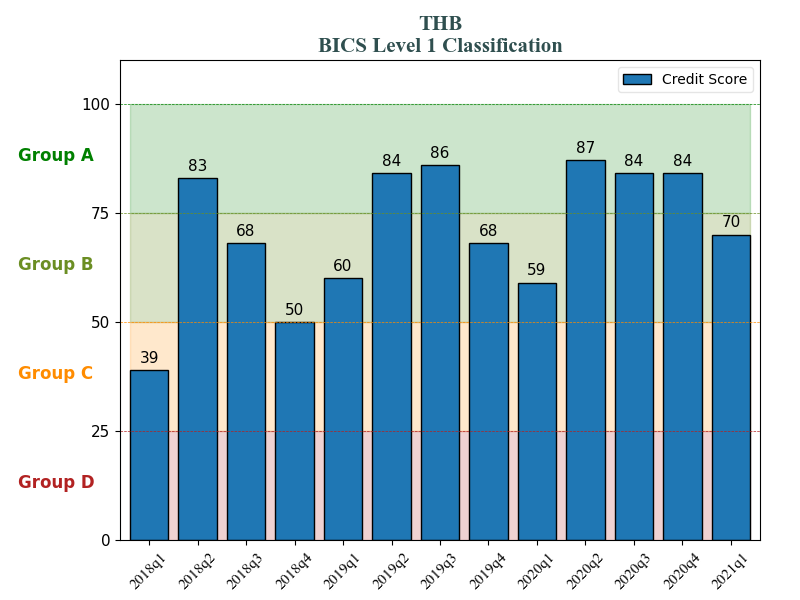 THB
BICS Level 1 Classification
Credit Score
100
75
50
25
0
Group A
Group B
Group C
Group D
39
83
68
50
60
84
86
68
59
87
84
84
70
2018q1
2018q2
2018q3
2018q4
2019q1
2019q2
2019q3
2019q4
2020q1
2020q2
2020q3
2020q4
2021q1